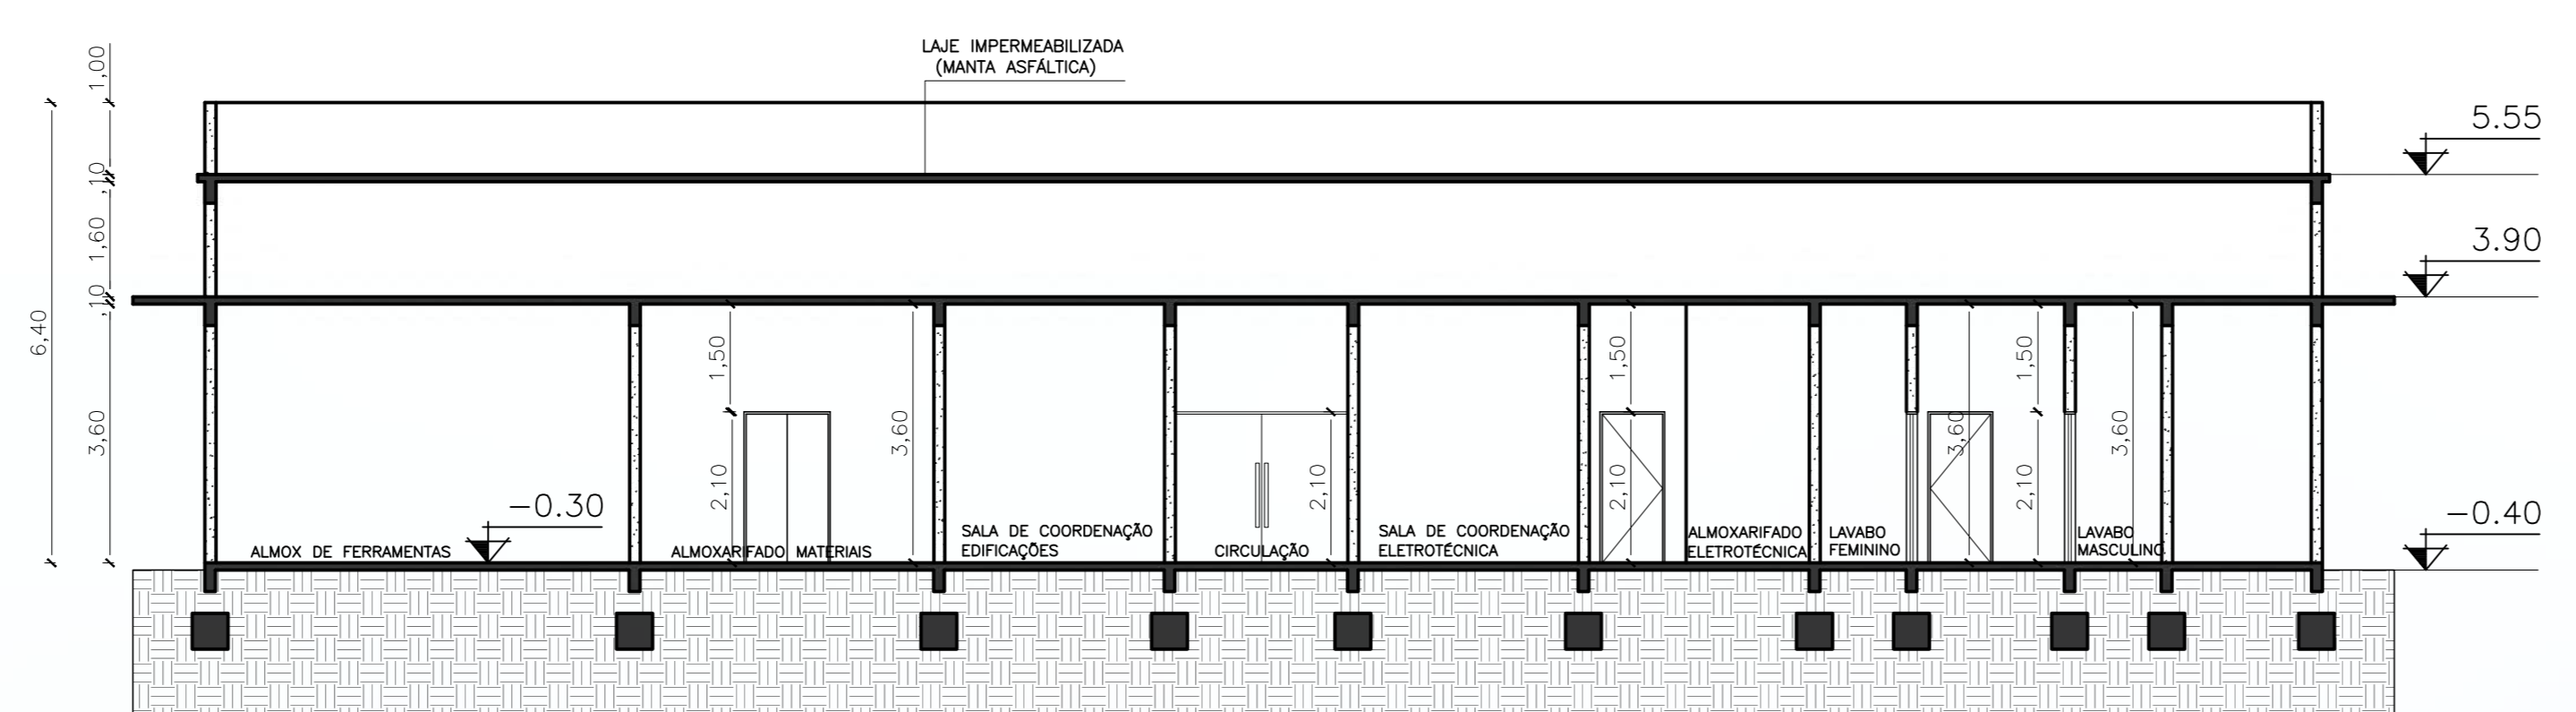 LAJE IMPERMEABILIZADA
(MANTA ASFÁLTICA)
1,00
5.55
,10
1,60
3.90
,10
6,40
1,50
1,50
1,50
3,60
3,60
3,60
3,60
2,10
2,10
2,10
2,10
-0.30
-0.40
ALMOX DE FERRAMENTAS
ALMOXARIFADO MATERIAIS
SALA DE COORDENAÇÃO
EDIFICAÇÕES
CIRCULAÇÃO
SALA DE COORDENAÇÃO
ELETROTÉCNICA
ALMOXARIFADO
ELETROTÉCNICA
LAVABO
FEMININO
LAVABO
MASCULINO